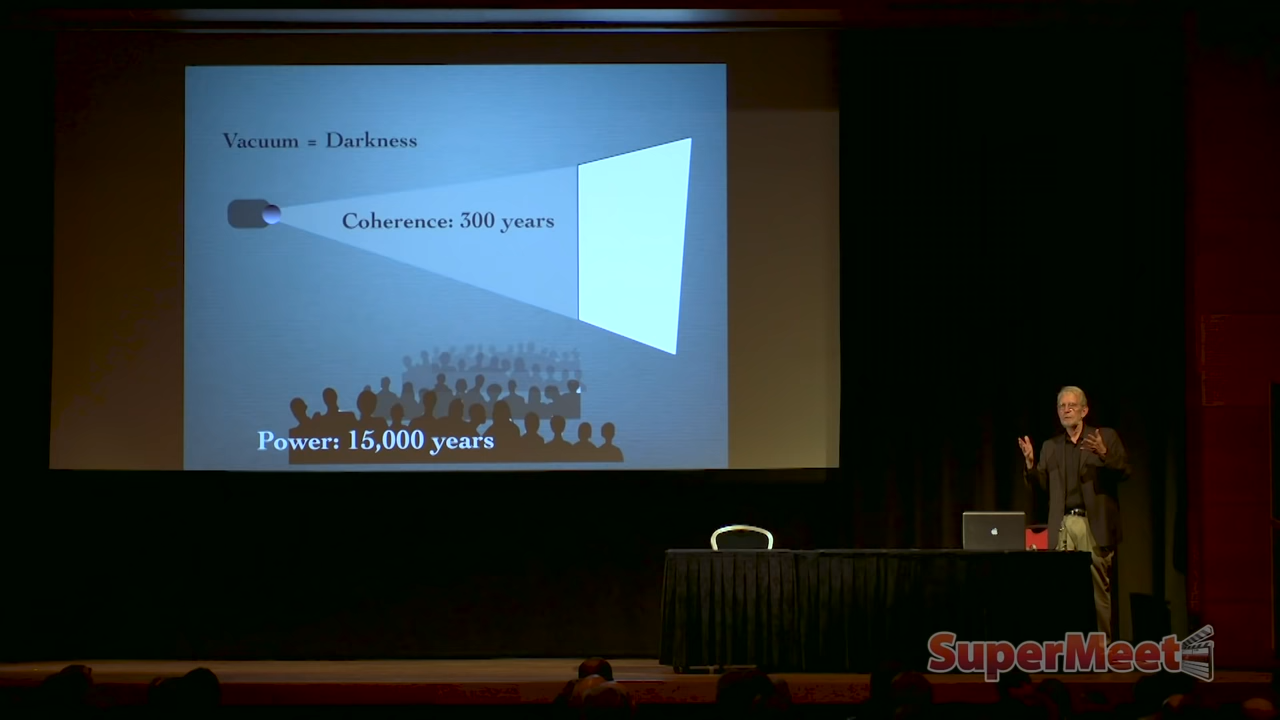 Vacuum = Darkness
Coherence: 300 years
Power: 15,000 years
SuperMeet